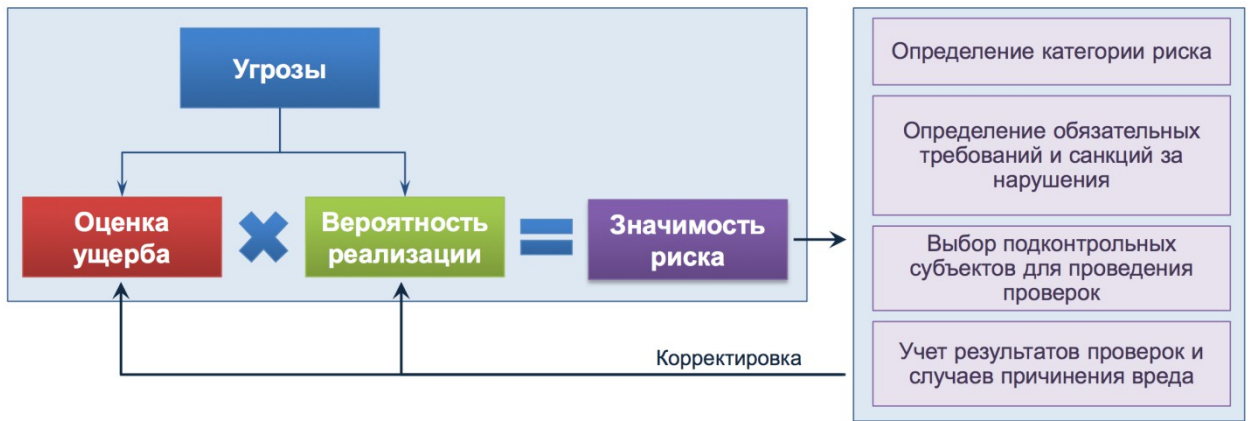 Угрозы
Оценка
ущерба
Вероятность
реализации
Значимость
риска
Корректировка
Определение категории риска
Определение обязательных
требований и санкций за
нарушения
Выбор подконтрольных
субъектов для проведения
проверок
Учет результатов проверок и
случаев причинения вреда